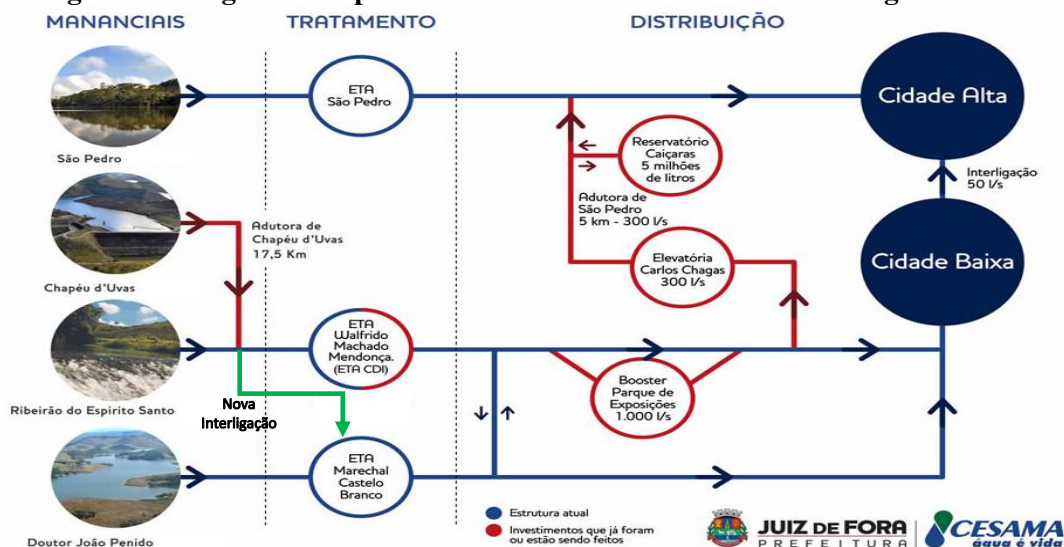 MANANCIAIS
TRATAMENTO
DISTRIBUIÇÃO
ETA
São Pedro
Cidade Alta
São Pedro
Reservatório
Caiçaras
5 milhões
de litros
Interligação
50 l/s
Adutora de
São Pedro
5 km - 300 l/s
Adutora de
Chapéu d'Uvas
17,5 Km
Elevatória
Carlos Chagas
300 l/s
Cidade Baixa
Chapéu d'Uvas
ETA
Walfrido
Machado
Mendonça.
(ETA CDI)
Booster
Parque de
Exposições
1.000 l/s
Ribeirão do Espírito Santo
Nova
Interligação
ETA
Marechal
Castelo
Branco
Doutor João Penido
Estrutura atual
Investimentos que já foram
ou estão sendo feitos
JUIZ DE FORA
PREFEITURA
CESAMA
água é vida